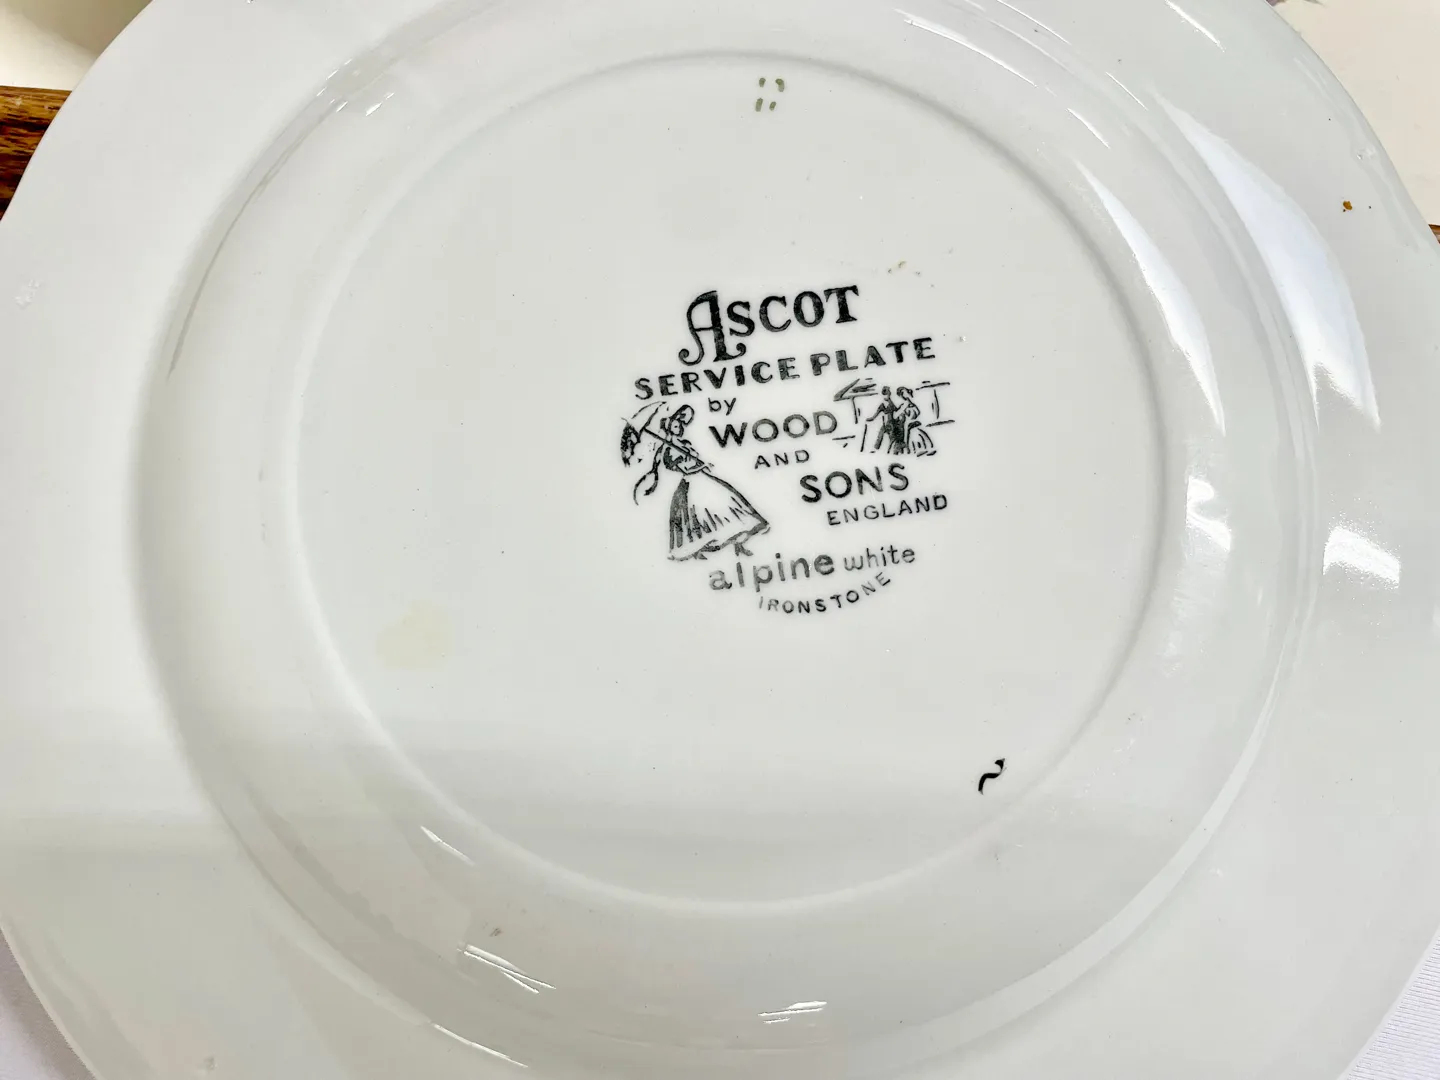 ASCOT
SERVICE PLATE
by
WOOD
AND
SONS
ENGLAND
alpine white
IRONSTONE